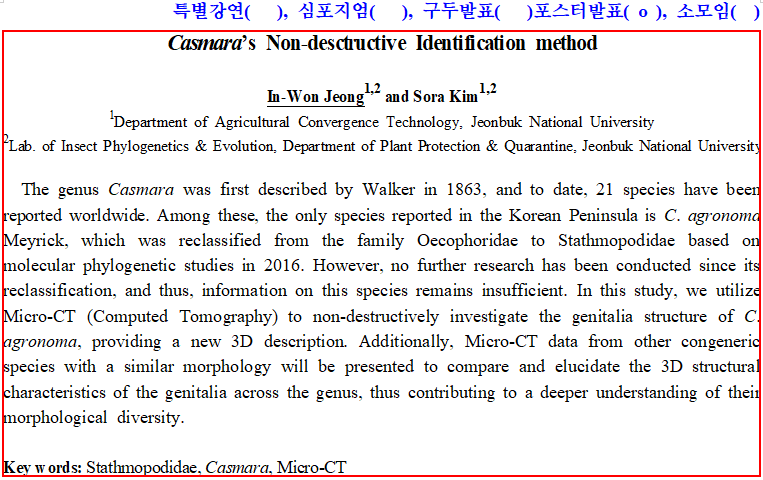 특별강연( ), 심포지엄( ), 구두발표( )포스터발표( o ), 소모임( )
Casmara's Non-desctructive Identification method
In-Won Jeong1,2 and Sora Kim1,2
1Department of Agricultural Convergence Technology, Jeonbuk National University
2Lab. of Insect Phylogenetics & Evolution, Department of Plant Protection & Quarantine, Jeonbuk National University
The genus Casmara was first described by Walker in 1863, and to date, 21 species have been
reported worldwide. Among these, the only species reported in the Korean Peninsula is C. agronoma
Meyrick, which was reclassified from the family Oecophoridae to Stathmopodidae based on
molecular phylogenetic studies in 2016. However, no further research has been conducted since its
reclassification, and thus, information on this species remains insufficient. In this study, we utilize
Micro-CT (Computed Tomography) to non-destructively investigate the genitalia structure of C.
agronoma, providing a new 3D description. Additionally, Micro-CT data from other congeneric
species with a similar morphology will be presented to compare and elucidate the 3D structural
characteristics of the genitalia across the genus, thus contributing to a deeper understanding of their
morphological diversity.
Key words: Stathmopodidae, Casmara, Micro-CT